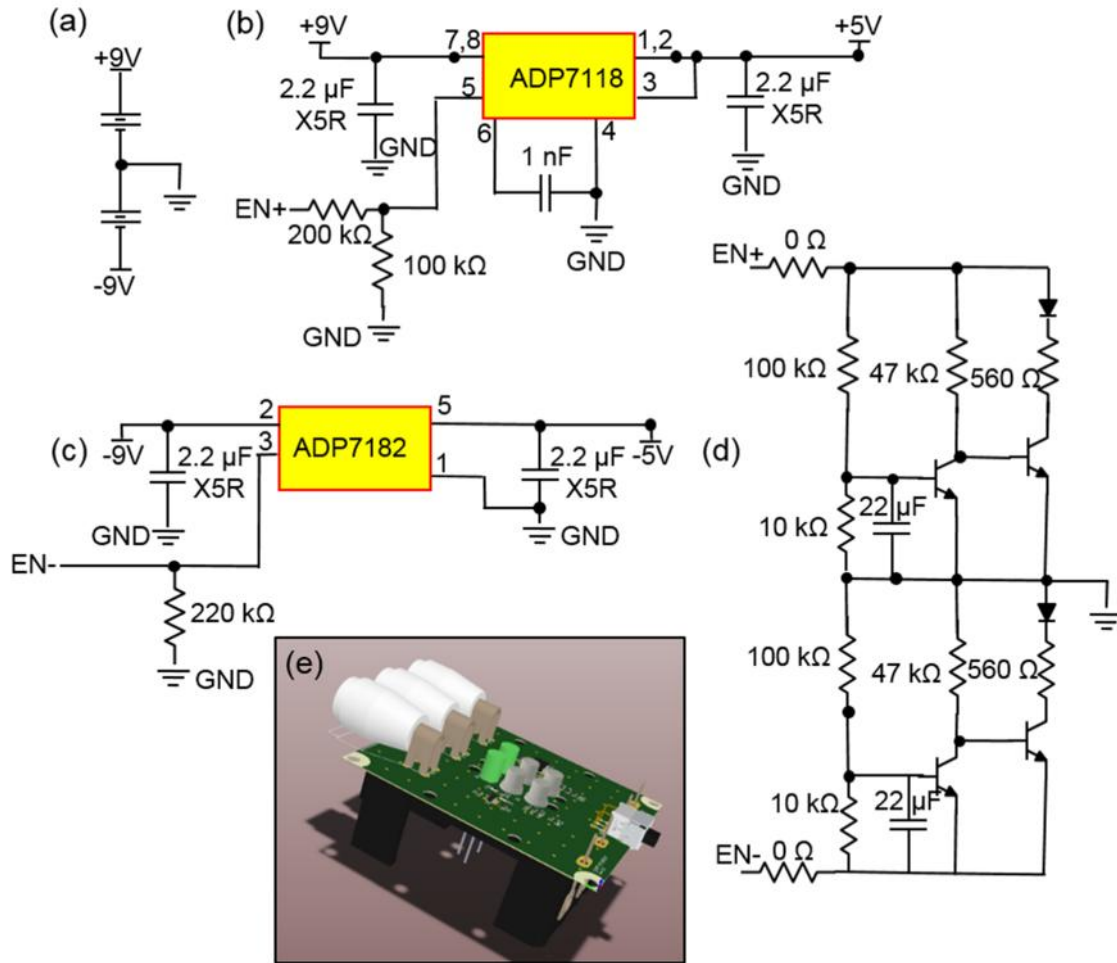 (a)
+9V
-9V
(b)
+9V
7,8
ADP7118
1,2
+5V
2.2 µF
X5R
GND
5
3
2.2 µF
X5R
GND
6
4
1 nF
GND
EN+
200 kΩ
100 kΩ
GND
(c)
-9V
2
3
ADP7182
5
1
-5V
2.2 µF
X5R
GND
2.2 µF
X5R
GND
EN-
220 kΩ
GND
(d)
EN+
0 Ω
100 kΩ
47 kΩ
560 Ω
10 kΩ
22 µF
100 kΩ
47 kΩ
560 Ω
10 kΩ
22 µF
EN-
0 Ω
(e)